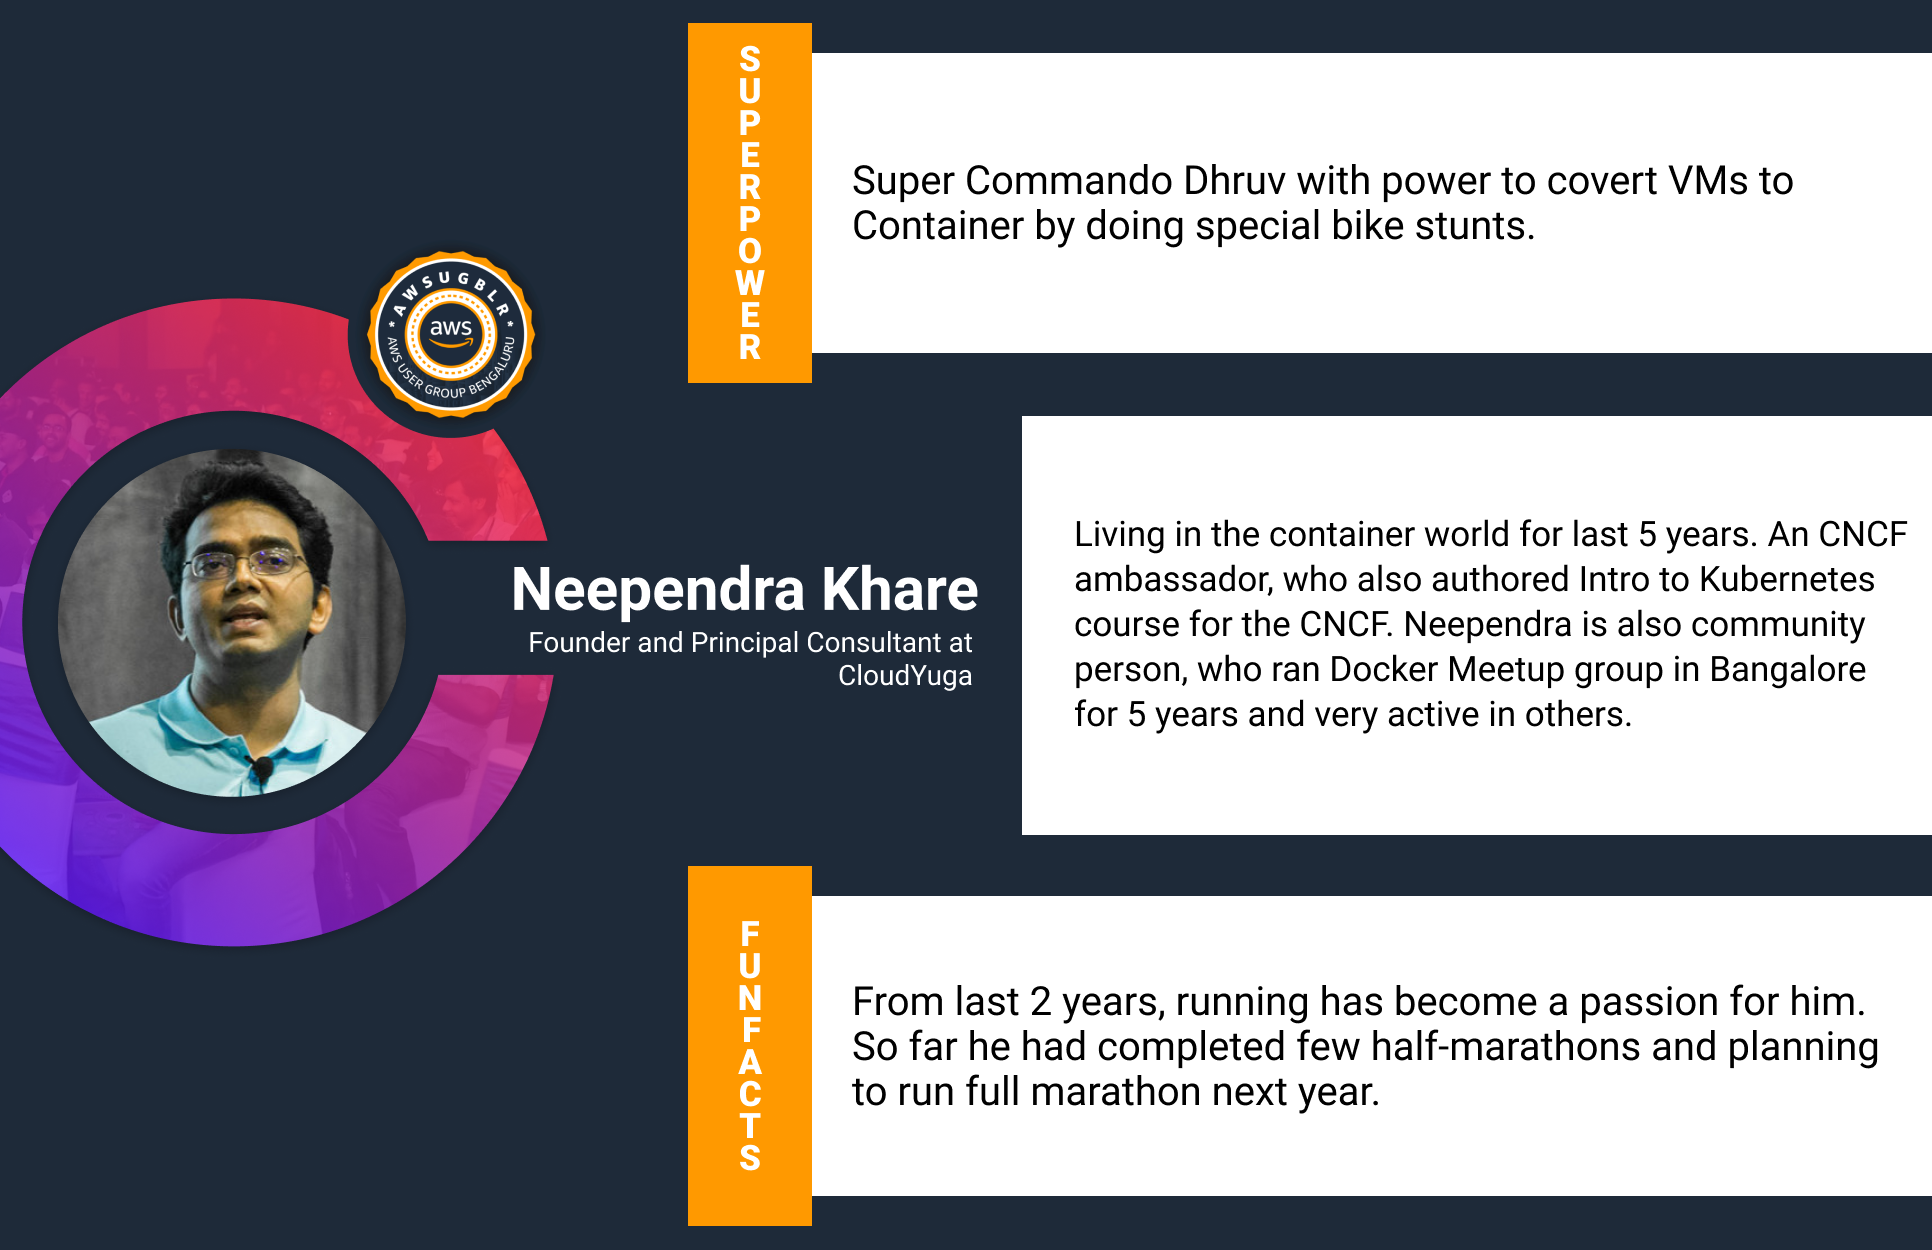 SUPERPOWER
Super Commando Dhruv with power to covert VMs to
Container by doing special bike stunts.
* AWSUGBLR *
aws
AWS USER GROUP BENGALURU
Neependra Khare
Founder and Principal Consultant at
CloudYuga
Living in the container world for last 5 years. An CNCF
ambassador, who also authored Intro to Kubernetes
course for the CNCF. Neependra is also community
person, who ran Docker Meetup group in Bangalore
for 5 years and very active in others.
FUNFACTS
From last 2 years, running has become a passion for him.
So far he had completed few half-marathons and planning
to run full marathon next year.